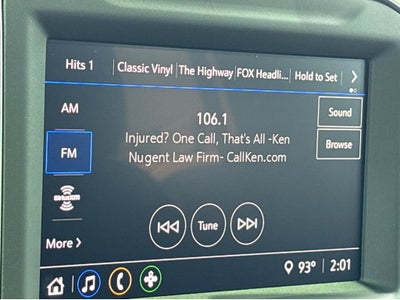 Hits 1 Classic Vinyl The Highway FOX Headli... Hold to Set
AM
106.1
Sound
Injured? One Call, That's All -Ken
FM
Nugent Law Firm- CallKen.com
Browse
SiriusXM
Tune
More >
93° 2:01